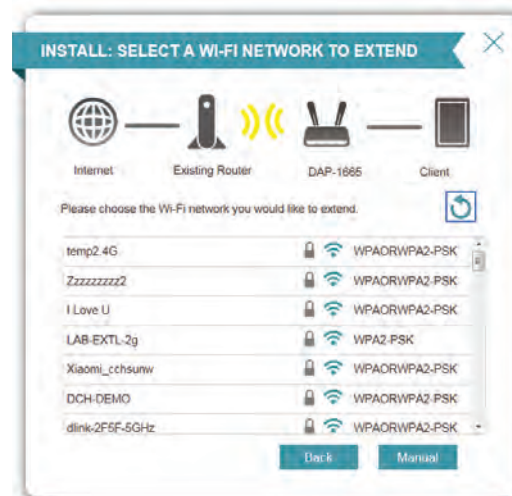 INSTALL: SELECT A WI-FI NETWORK TO EXTEND
Internet Existing Router DAP-1665 Client
Please choose the Wi-Fi network you would like to extend.
temp2.4G WPAORWPA2-PSK
Zzzzzzzzz2 WPAORWPA2-PSK
I Love U WPAORWPA2-PSK
LAB-EXTL-2g WPA2-PSK
Xiaomi_cchsunw WPAORWPA2-PSK
DCH-DEMO WPAORWPA2-PSK
dlink-2F5F-5GHz WPAORWPA2-PSK
Back Manual